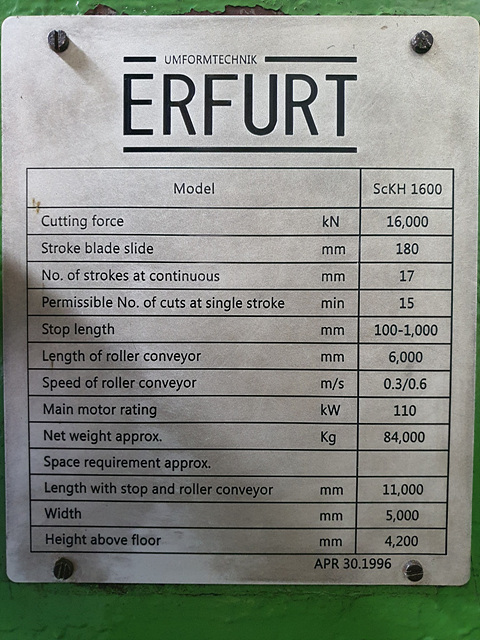 UMFORMTECHNIK
ERFURT
Model ScKH 1600
Cutting force kN 16,000
Stroke blade slide mm 180
No. of strokes at continuous mm 17
Permissible No. of cuts at single stroke min 15
Stop length mm 100-1,000
Length of roller conveyor mm 6,000
Speed of roller conveyor m/s 0.3/0.6
Main motor rating kW 110
Net weight approx. Kg 84,000
Space requirement approx.
Length with stop and roller conveyor mm 11,000
Width mm 5,000
Height above floor mm 4,200
APR 30.1996